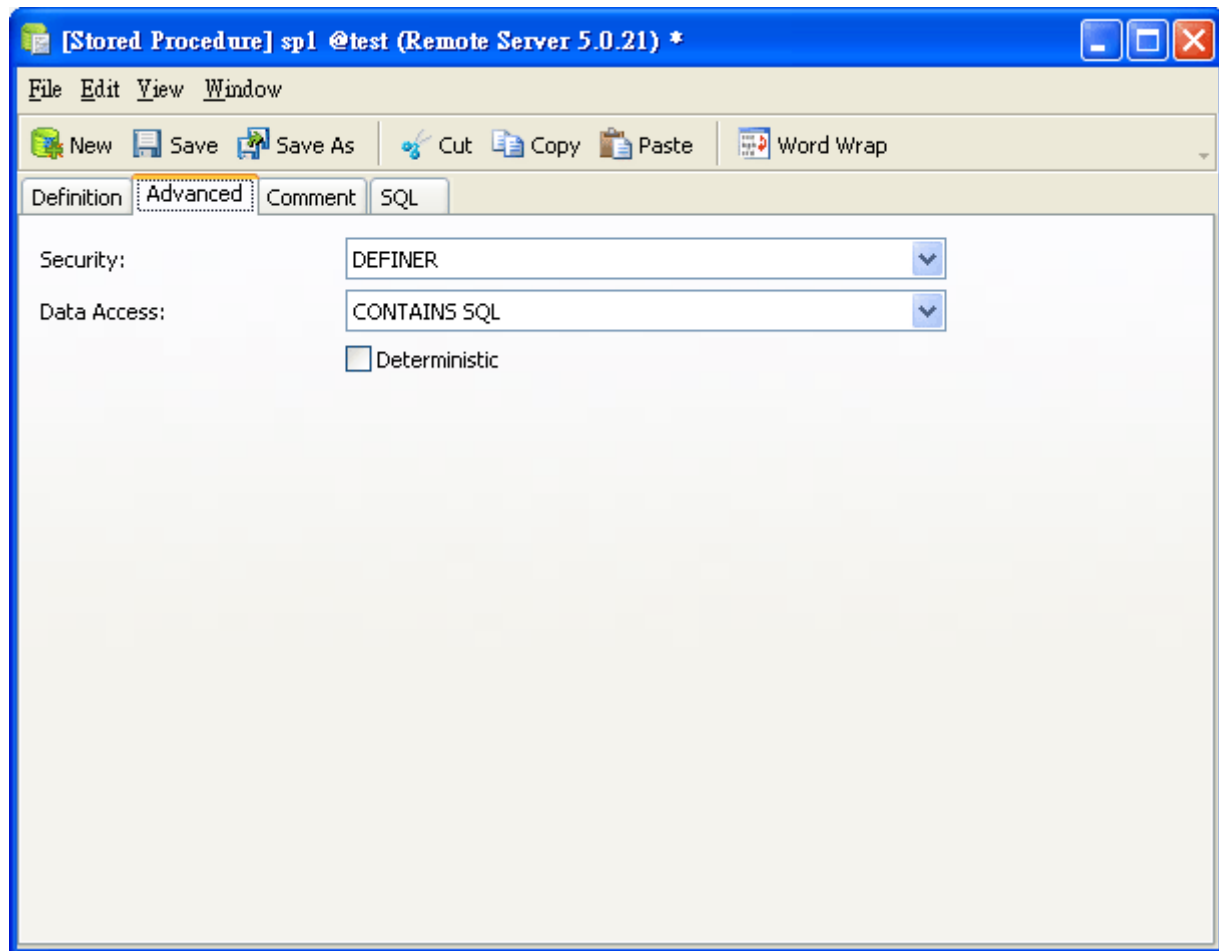 [Stored Procedure] sp1 @test (Remote Server 5.0.21) *
File Edit View Window
New Save Save As Cut Copy Paste Word Wrap
Definition Advanced Comment SQL
Security: DEFINER
Data Access: CONTAINS SQL
Deterministic